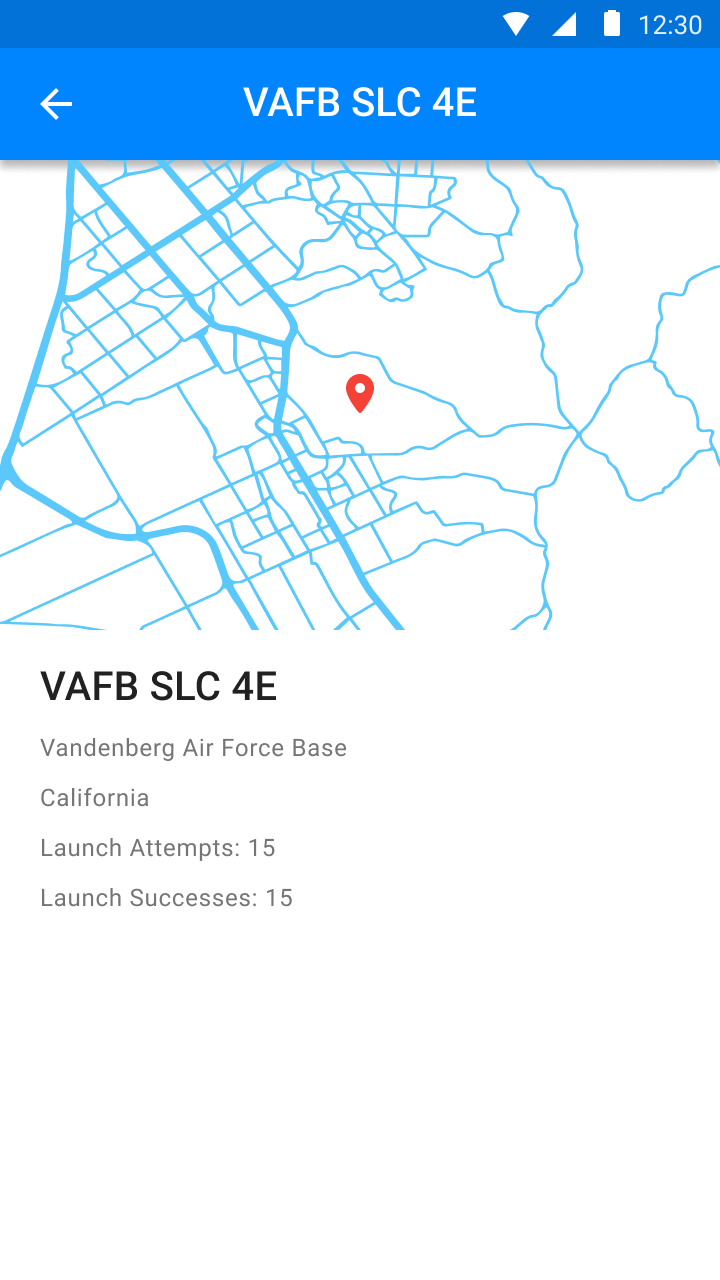 12:30
VAFB SLC 4E
VAFB SLC 4E
Vandenberg Air Force Base
California
Launch Attempts: 15
Launch Successes: 15